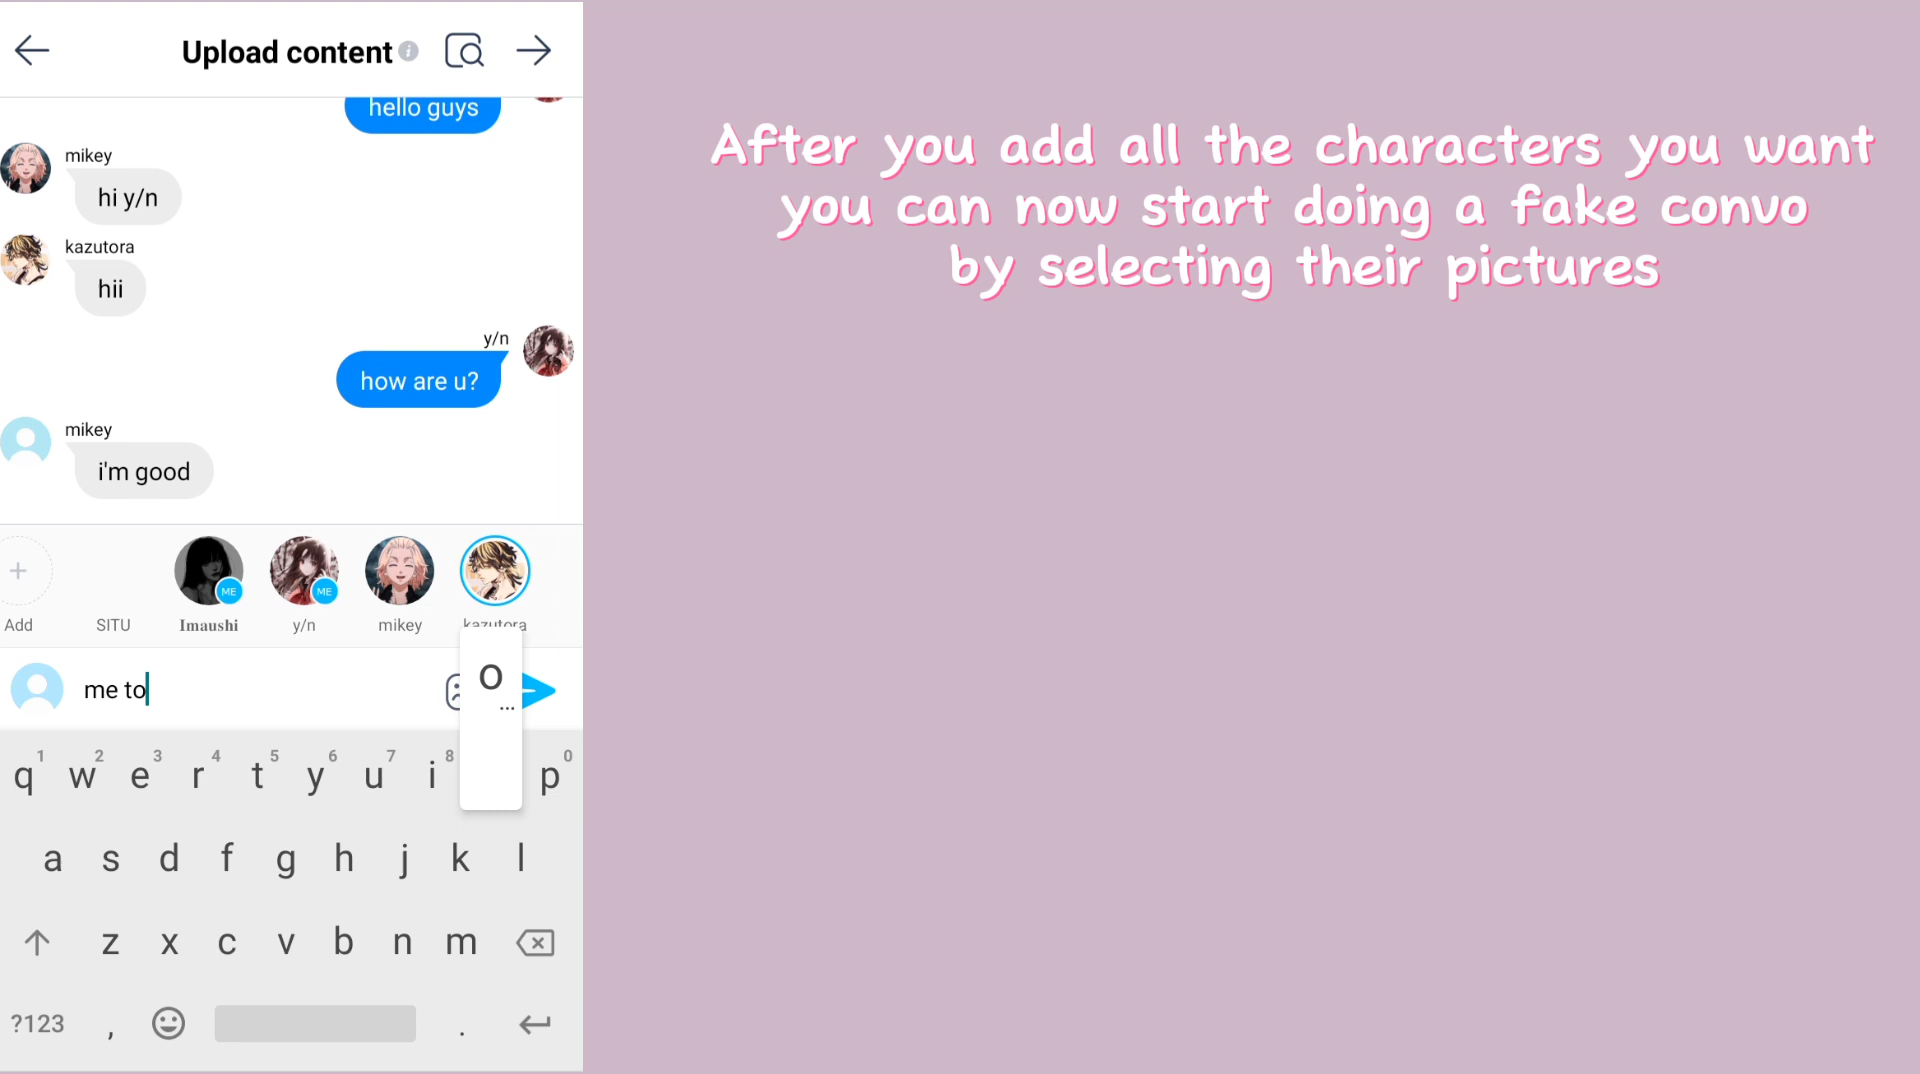 Upload content
hello guys
mikey
hi y/n
kazutora
hii
y/n
how are u?
mikey
i'm good
ME
ME
Add
SITU
Imaushi
y/n
mikey
kazutora
me to
o
...
1 2 3 4 5 6 7 8 0
q w e r t y u i p
a s d f g h j k l
z x c v b n m
?123 , .
After you add all the characters you want
you can now start doing a fake convo
by selecting their pictures